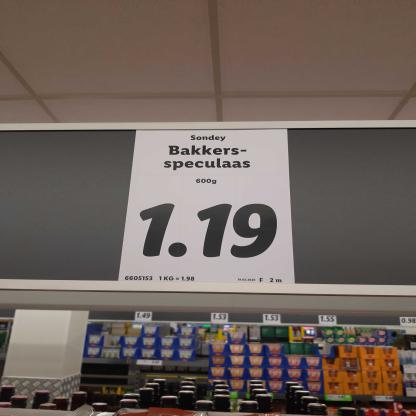 Sondey
Bakkers-
speculaas
600g
1.19
6605153 1 KG = 1.98 F 2 m
1.49 1.53 1.53 1.55 0.98